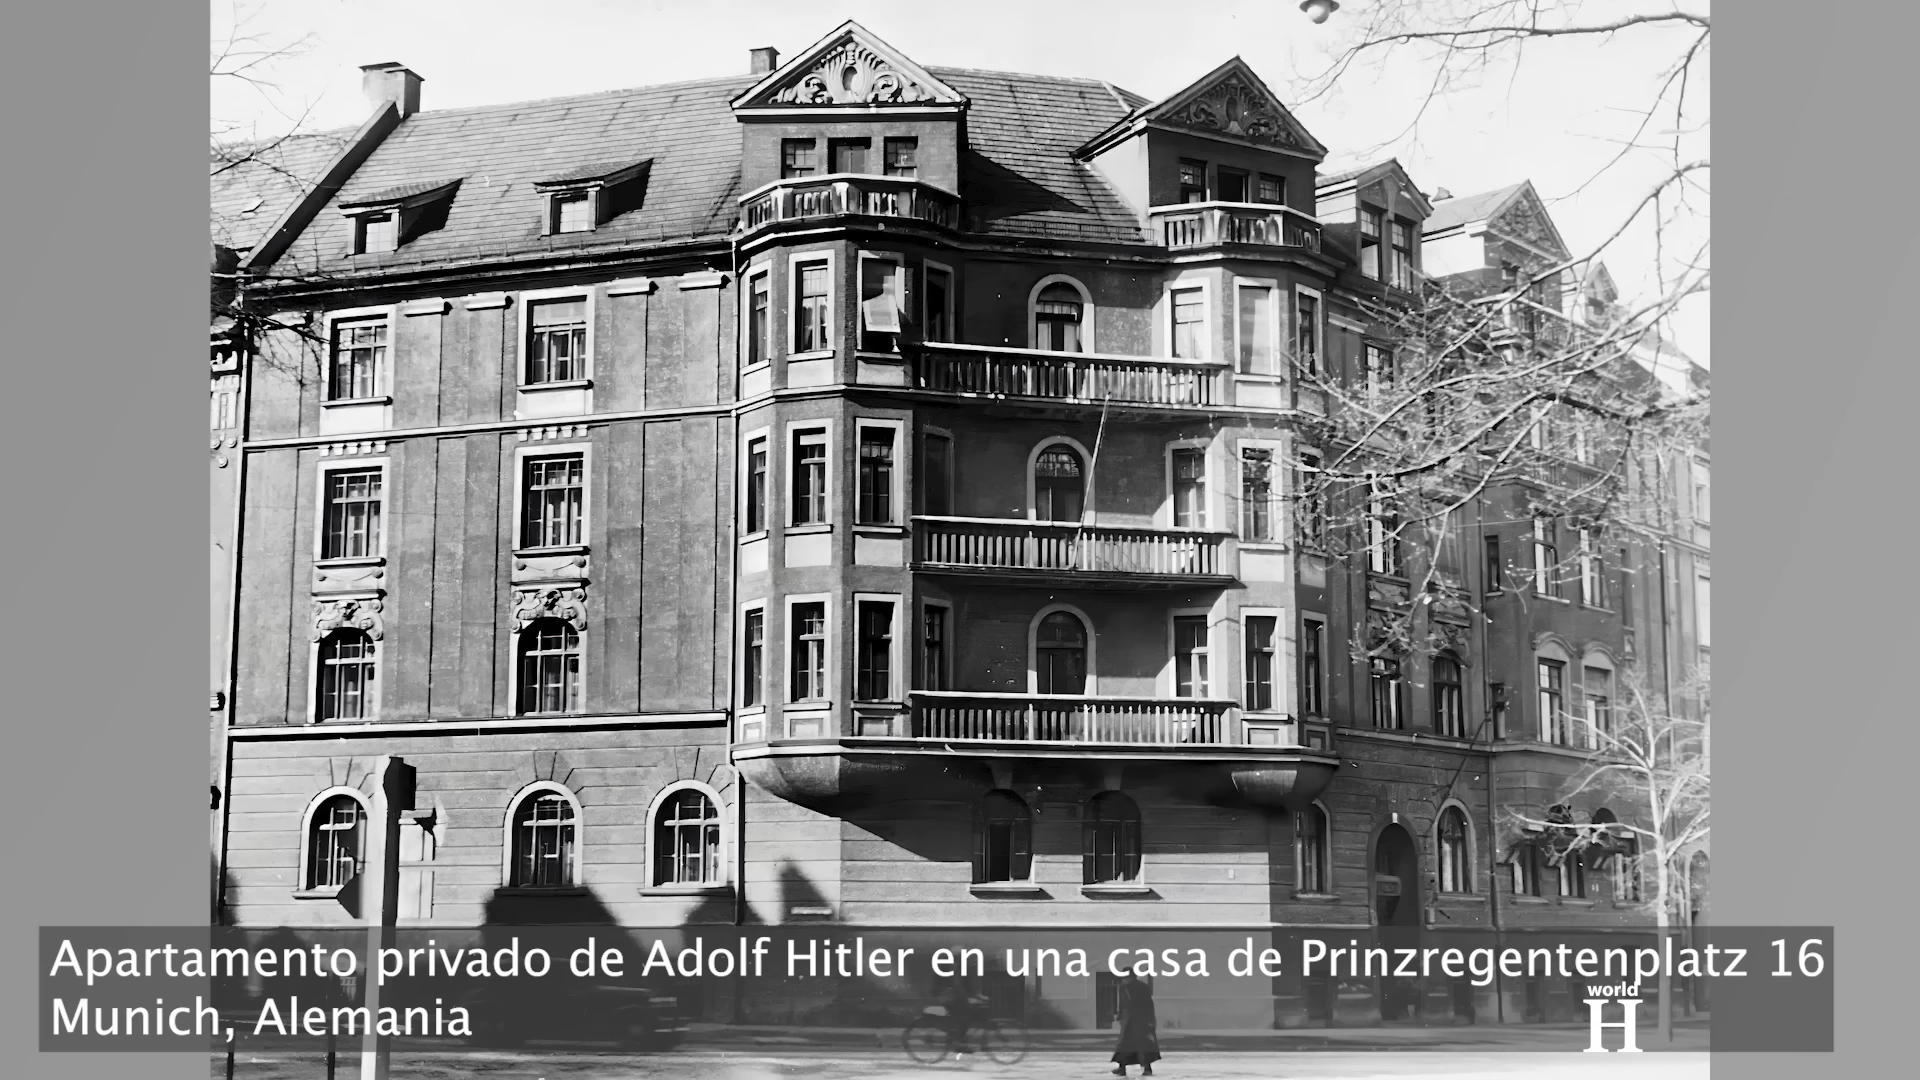 Apartamento privado de Adolf Hitler en una casa de Prinzregentenplatz 16
Munich, Alemania
world
H